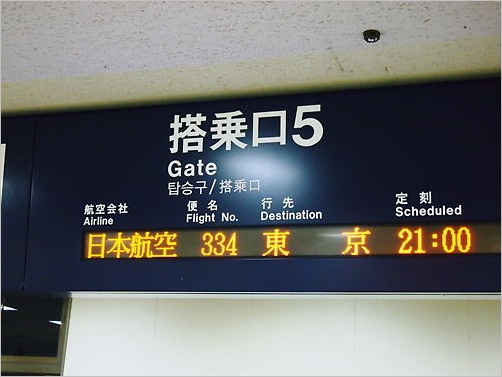 搭乗口5
Gate
탑승구/搭乗口
航空会社 便名 行先 定刻
Airline Flight No. Destination Scheduled
日本航空 334 東京 21:00